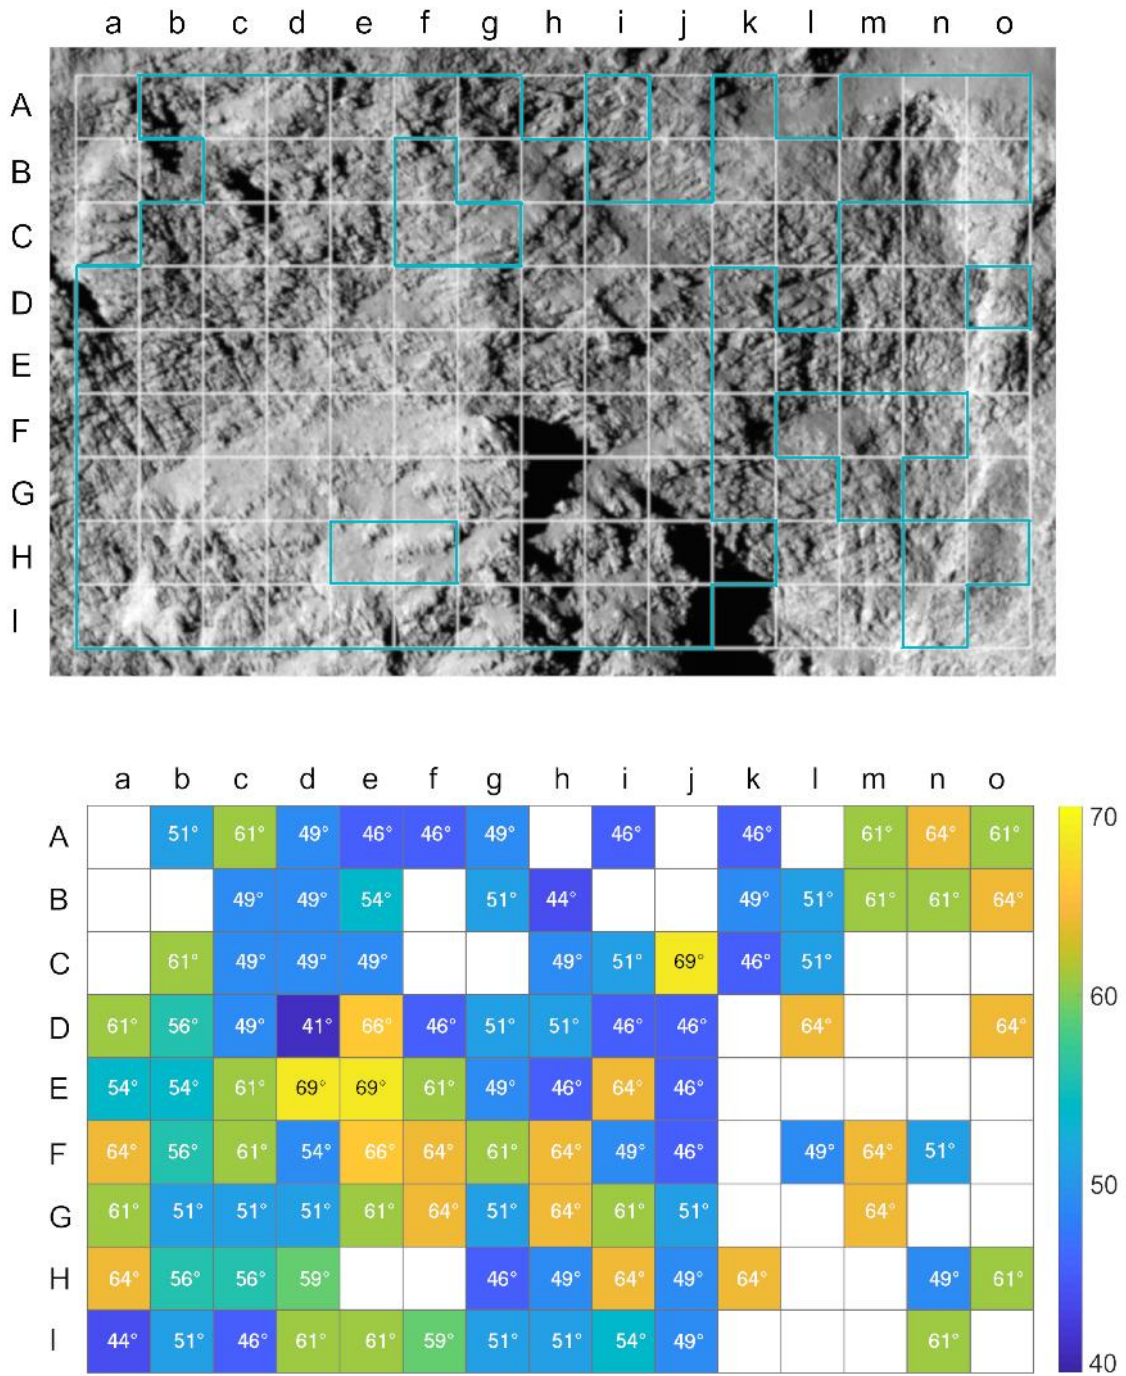 a b c d e f g h i j k l m n o
A
B
C
D
E
F
G
H
I
a b c d e f g h i j k l m n o
A 51° 61° 49° 46° 46° 49° 46° 46° 61° 64° 61°
B 49° 49° 54° 51° 44° 49° 51° 61° 61° 64°
C 61° 49° 49° 49° 49° 51° 69° 46° 51°
D 61° 56° 49° 41° 66° 46° 51° 51° 46° 46° 64° 64°
E 54° 54° 61° 69° 69° 61° 49° 46° 64° 46°
F 64° 56° 61° 54° 66° 64° 61° 64° 49° 46° 49° 64° 51°
G 61° 51° 51° 51° 61° 64° 51° 64° 61° 51° 64°
H 64° 56° 56° 59° 46° 49° 64° 49° 64° 49° 61°
I 44° 51° 46° 61° 61° 59° 51° 51° 54° 49° 61°
70
60
50
40